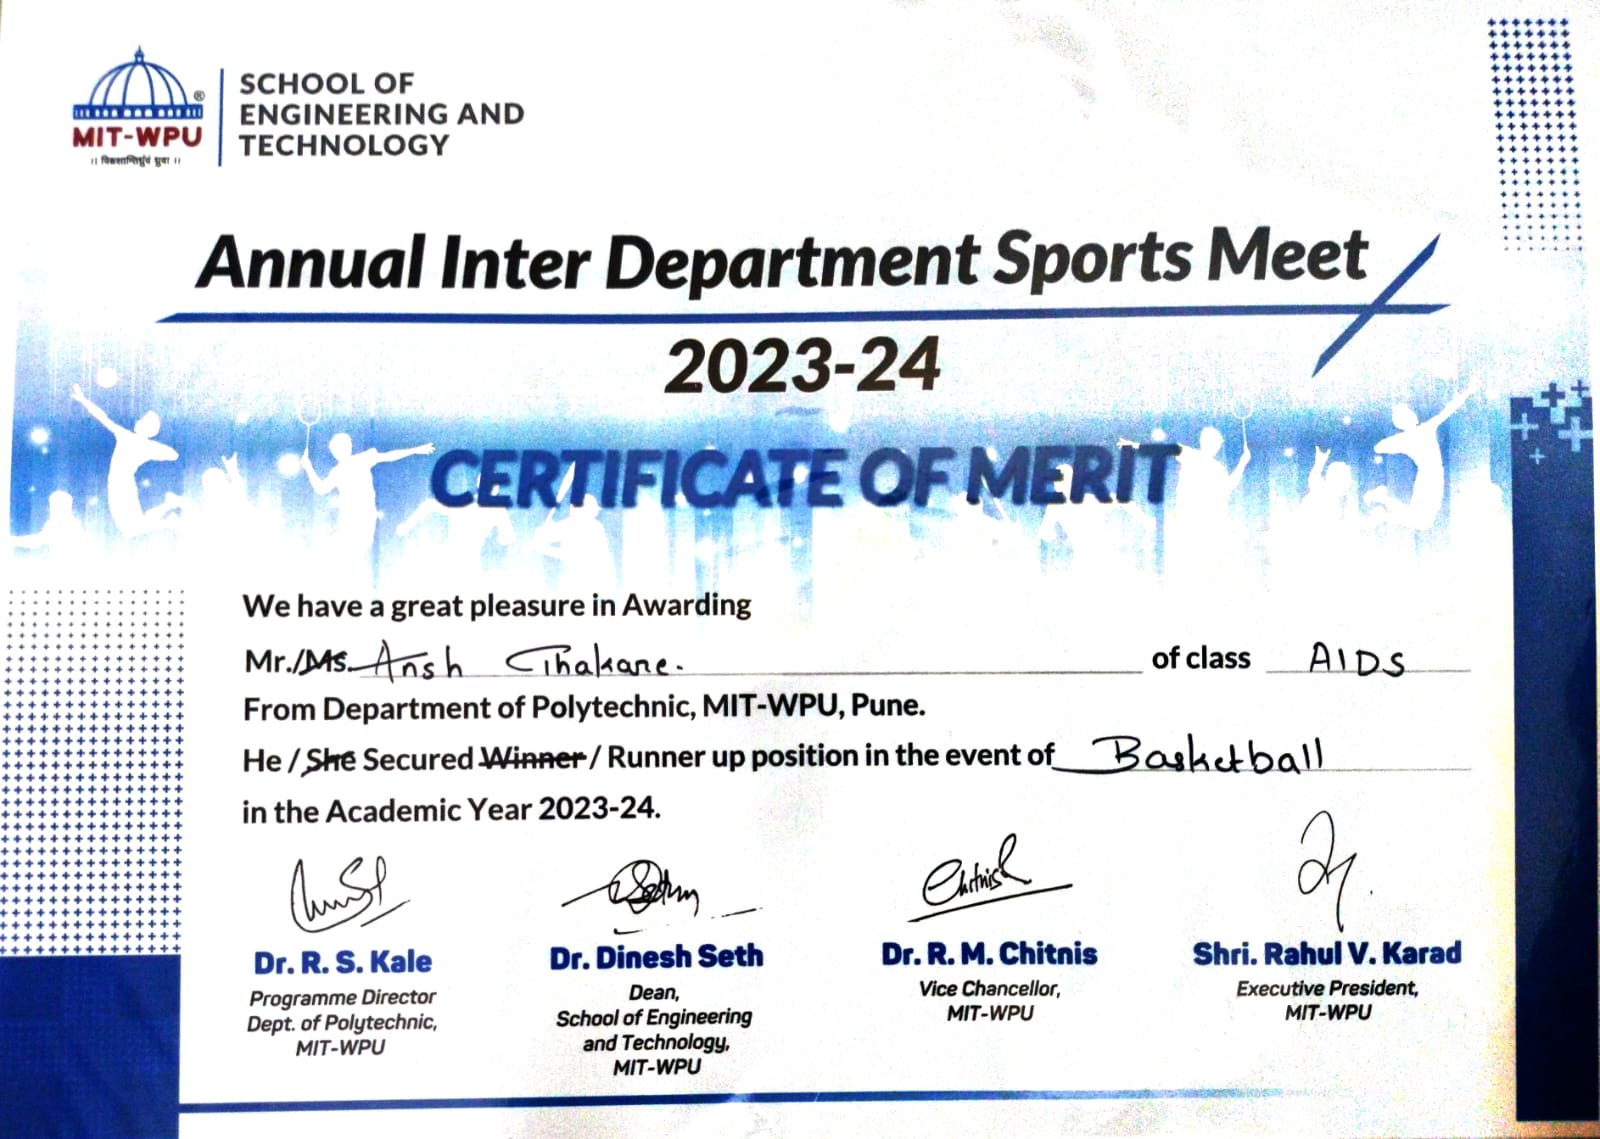 MIT-WPU
SCHOOL OF
ENGINEERING AND
TECHNOLOGY
Annual Inter Department Sports Meet
2023-24
CERTIFICATE OF MERIT
We have a great pleasure in Awarding
Mr./Ms. Ansh Thakare. of class AIDS
From Department of Polytechnic, MIT-WPU, Pune.
He / She Secured Winner / Runner up position in the event of Basketball
in the Academic Year 2023-24.
Dr. R. S. Kale
Programme Director
Dept. of Polytechnic,
MIT-WPU
Dr. Dinesh Seth
Dean,
School of Engineering
and Technology,
MIT-WPU
Dr. R. M. Chitnis
Vice Chancellor,
MIT-WPU
Shri. Rahul V. Karad
Executive President,
MIT-WPU